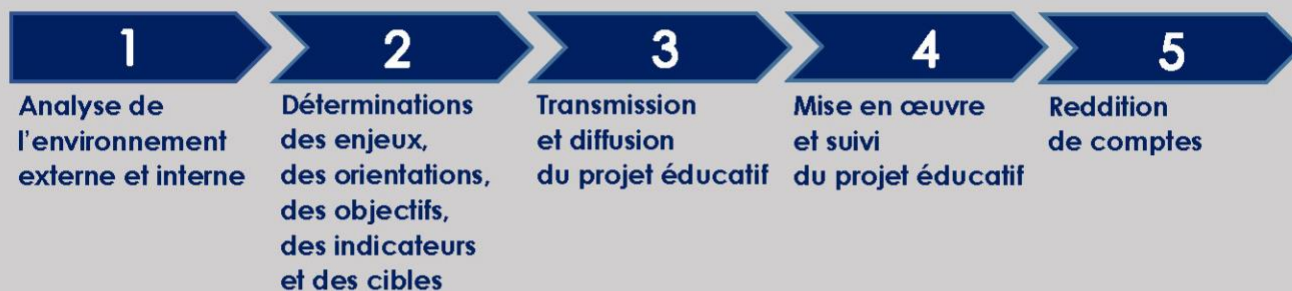 1
Analyse de
l'environnement
externe et interne
2
Déterminations
des enjeux,
des orientations,
des objectifs,
des indicateurs
et des cibles
3
Transmission
et diffusion
du projet éducatif
4
Mise en œuvre
et suivi
du projet éducatif
5
Reddition
de comptes